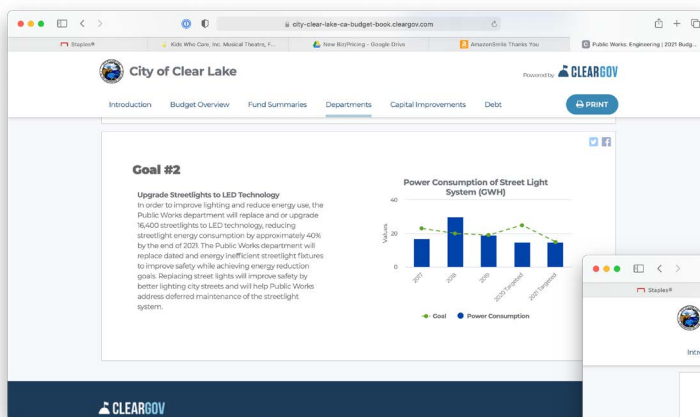 city-clear-lake-ca-budget-book.cleargov.com
Staples®
Kids Who Care, Inc. Musical Theatre, F...
New Biz/Pricing - Google Drive
AmazonSmile Thanks You
Public Works: Engineering | 2021 Budg...
City of Clear Lake
Powered by CLEARGOV
Introduction Budget Overview Fund Summaries Departments Capital Improvements Debt PRINT
Goal #2
Upgrade Streetlights to LED Technology
In order to improve lighting and reduce energy use, the
Public Works department will replace and or upgrade
16,400 streetlights to LED technology, reducing
streetlight energy consumption by approximately 40%
by the end of 2021. The Public Works department will
replace dated and energy inefficient streetlight fixtures
to improve safety while achieving energy reduction
goals. Replacing street lights will improve safety by
better lighting city streets and will help Public Works
address deferred maintenance of the streetlight
system.
Power Consumption of Street Light
System (GWH)
Values
40
20
0
2017
2018
2019
2020 Targeted
2021 Targeted
Goal Power Consumption
Staples®
Intro
CLEARGOV